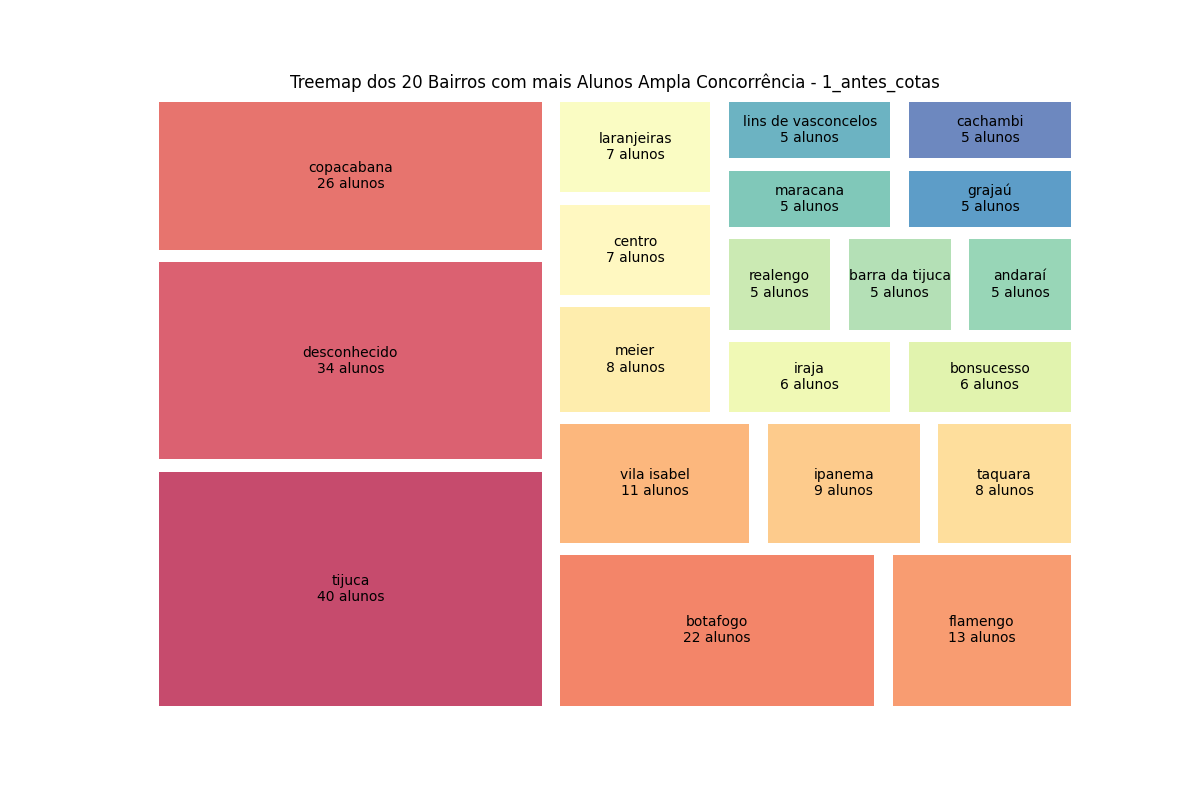 Treemap dos 20 Bairros com mais Alunos Ampla Concorrência - 1_antes_cotas
copacabana
26 alunos
desconhecido
34 alunos
tijuca
40 alunos
laranjeiras
7 alunos
centro
7 alunos
meier
8 alunos
lins de vasconcelos
5 alunos
cachambi
5 alunos
maracana
5 alunos
grajaú
5 alunos
realengo
5 alunos
barra da tijuca
5 alunos
andaraí
5 alunos
iraja
6 alunos
bonsucesso
6 alunos
vila isabel
11 alunos
ipanema
9 alunos
taquara
8 alunos
botafogo
22 alunos
flamengo
13 alunos